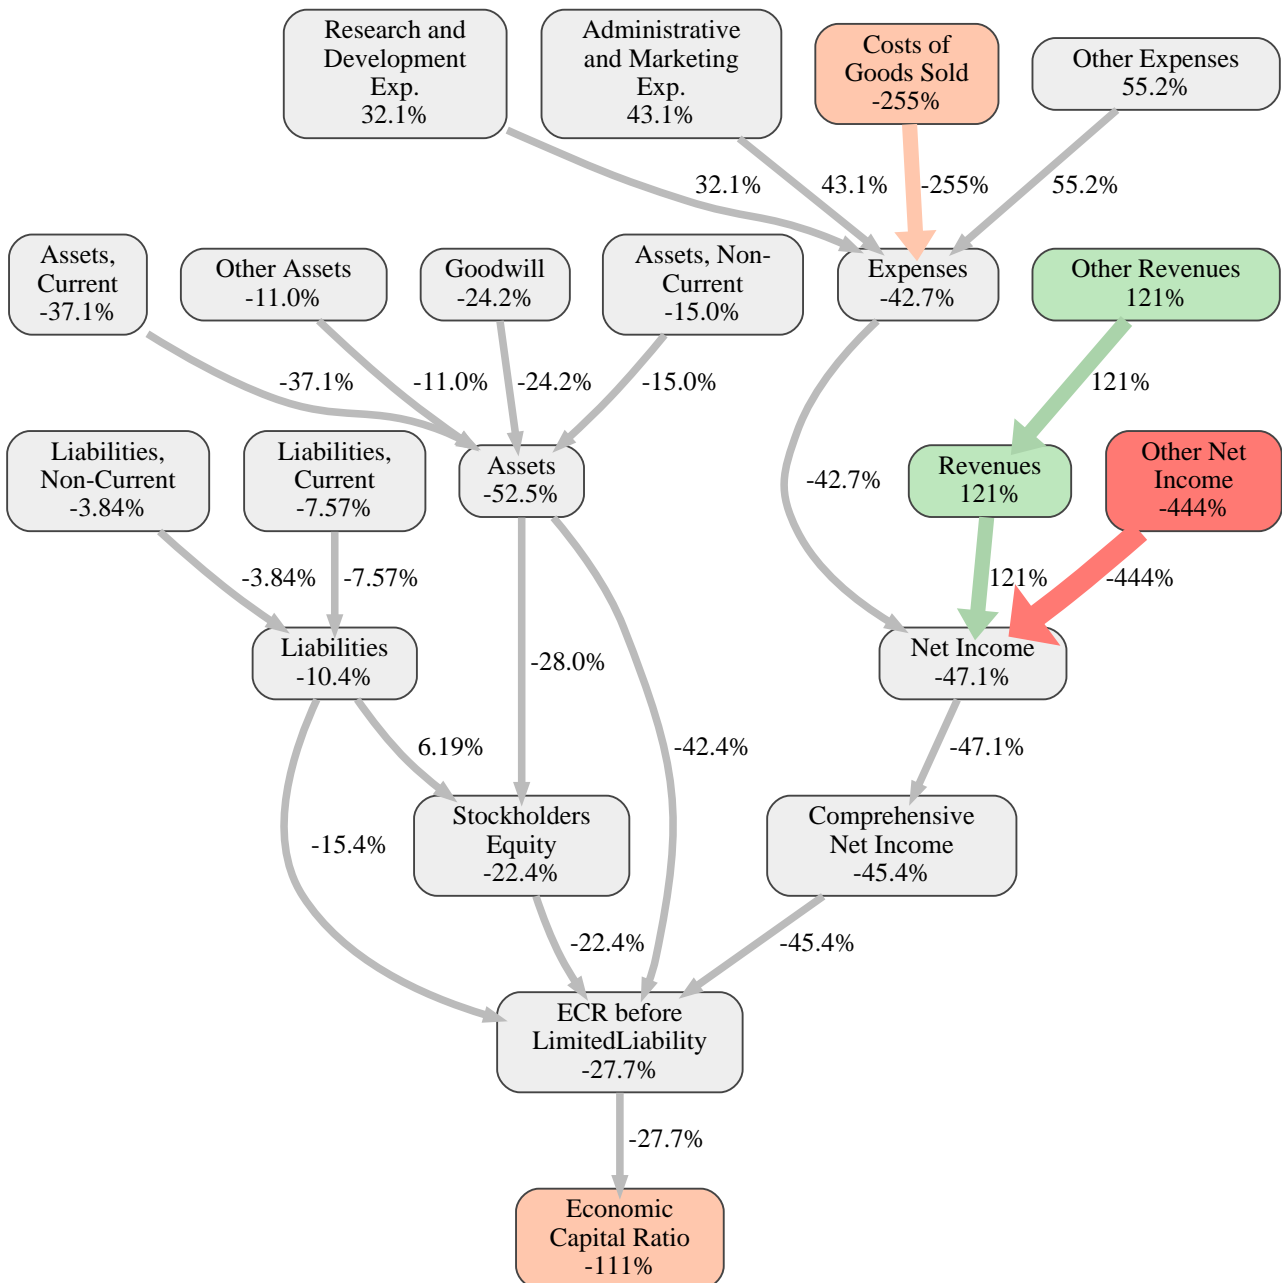 Research and
Development
Exp.
32.1%
Administrative
and Marketing
Exp.
43.1%
Costs of
Goods Sold
-255%
Other Expenses
55.2%
32.1%
43.1%
-255%
55.2%
Assets,
Current
-37.1%
Other Assets
-11.0%
Goodwill
-24.2%
Assets, Non-
Current
-15.0%
Expenses
-42.7%
Other Revenues
121%
-37.1%
-11.0%
-24.2%
-15.0%
121%
Liabilities,
Non-Current
-3.84%
Liabilities,
Current
-7.57%
Assets
-52.5%
-42.7%
Revenues
121%
Other Net
Income
-444%
-3.84%
-7.57%
121%
-444%
Liabilities
-10.4%
-28.0%
Net Income
-47.1%
6.19%
-42.4%
-47.1%
-15.4%
Stockholders
Equity
-22.4%
Comprehensive
Net Income
-45.4%
-22.4%
-45.4%
ECR before
LimitedLiability
-27.7%
-27.7%
Economic
Capital Ratio
-111%